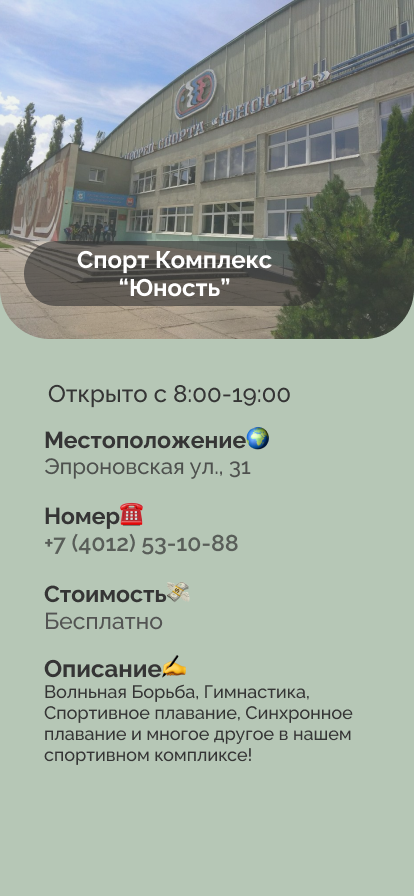 ДВОРЕЦ СПОРТА «ЮНОСТЬ»
Спорт Комплекс
“Юность”
Открыто с 8:00-19:00
Местоположение🌍
Эпроновская ул., 31
Номер☎️
+7 (4012) 53-10-88
Стоимость💸
Бесплатно
Описание✍️
Волньная Борьба, Гимнастика,
Спортивное плавание, Синхронное
плавание и многое другое в нашем
спортивном компликсе!